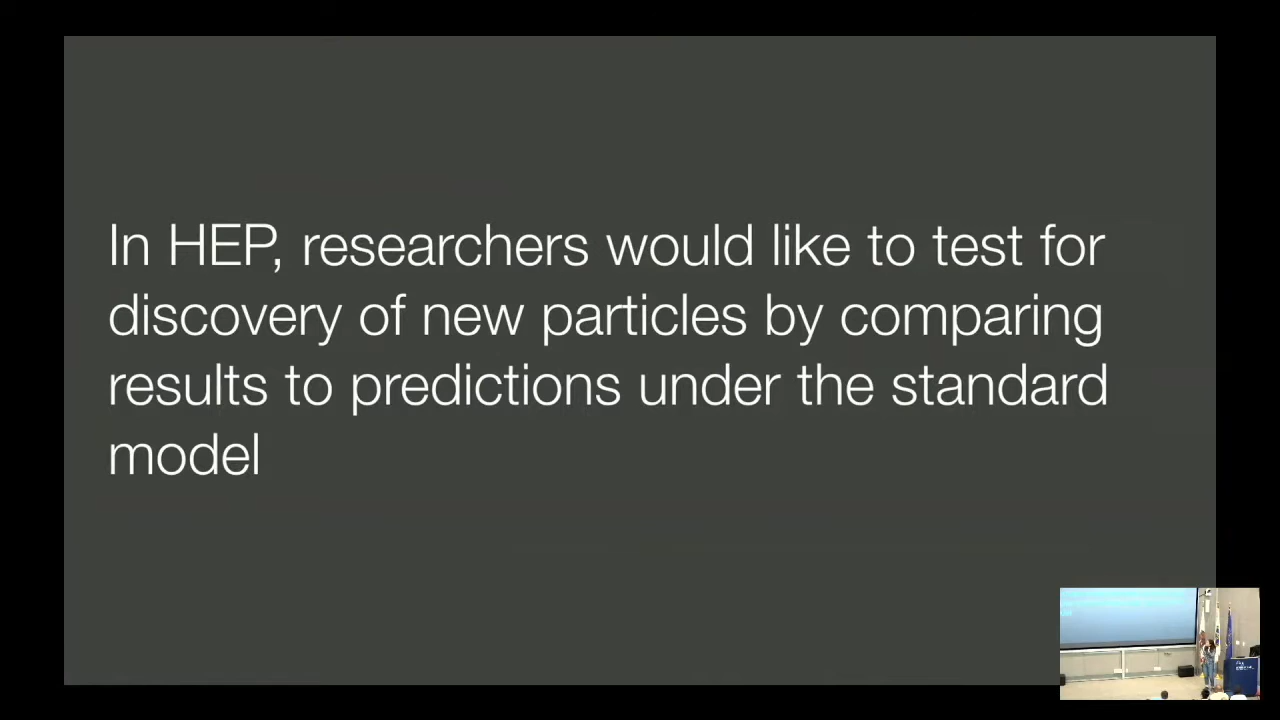 In HEP, researchers would like to test for
discovery of new particles by comparing
results to predictions under the standard
model